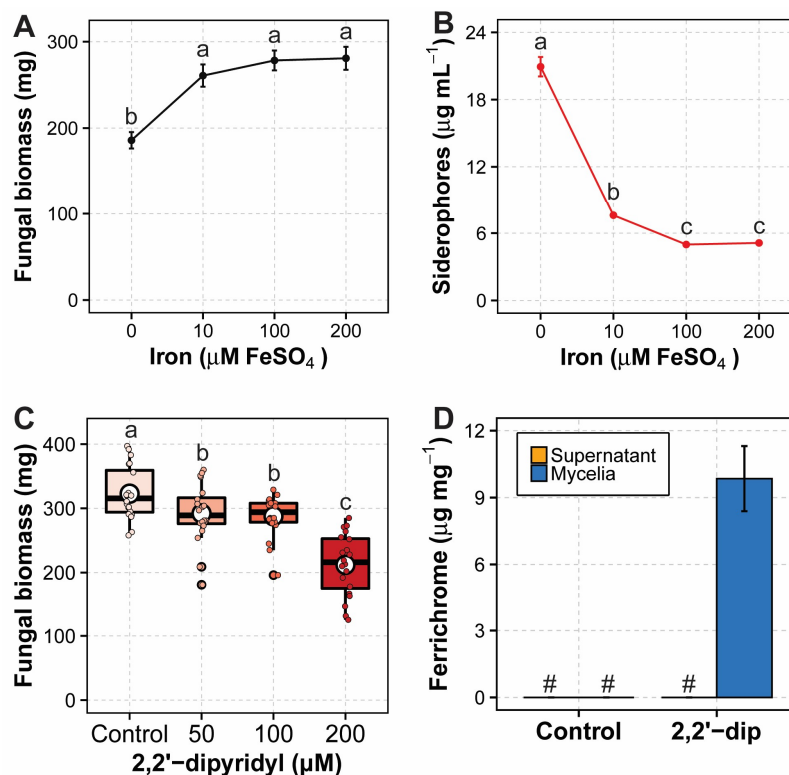 A
Fungal biomass (mg)
300
200
100
0
b
a
a
a
0
10
100
200
Iron (μM FeSO₄ )
B
Siderophores (μg mL⁻¹)
24
18
12
6
0
a
b
c
c
0
10
100
200
Iron (μM FeSO₄ )
C
Fungal biomass (mg)
400
300
200
100
0
a
b
b
c
Control
50
100
200
2,2'−dipyridyl (μM)
D
Ferrichrome (μg mg⁻¹)
12
9
6
3
0
Supernatant
Mycelia
#
#
#
Control
2,2'−dip